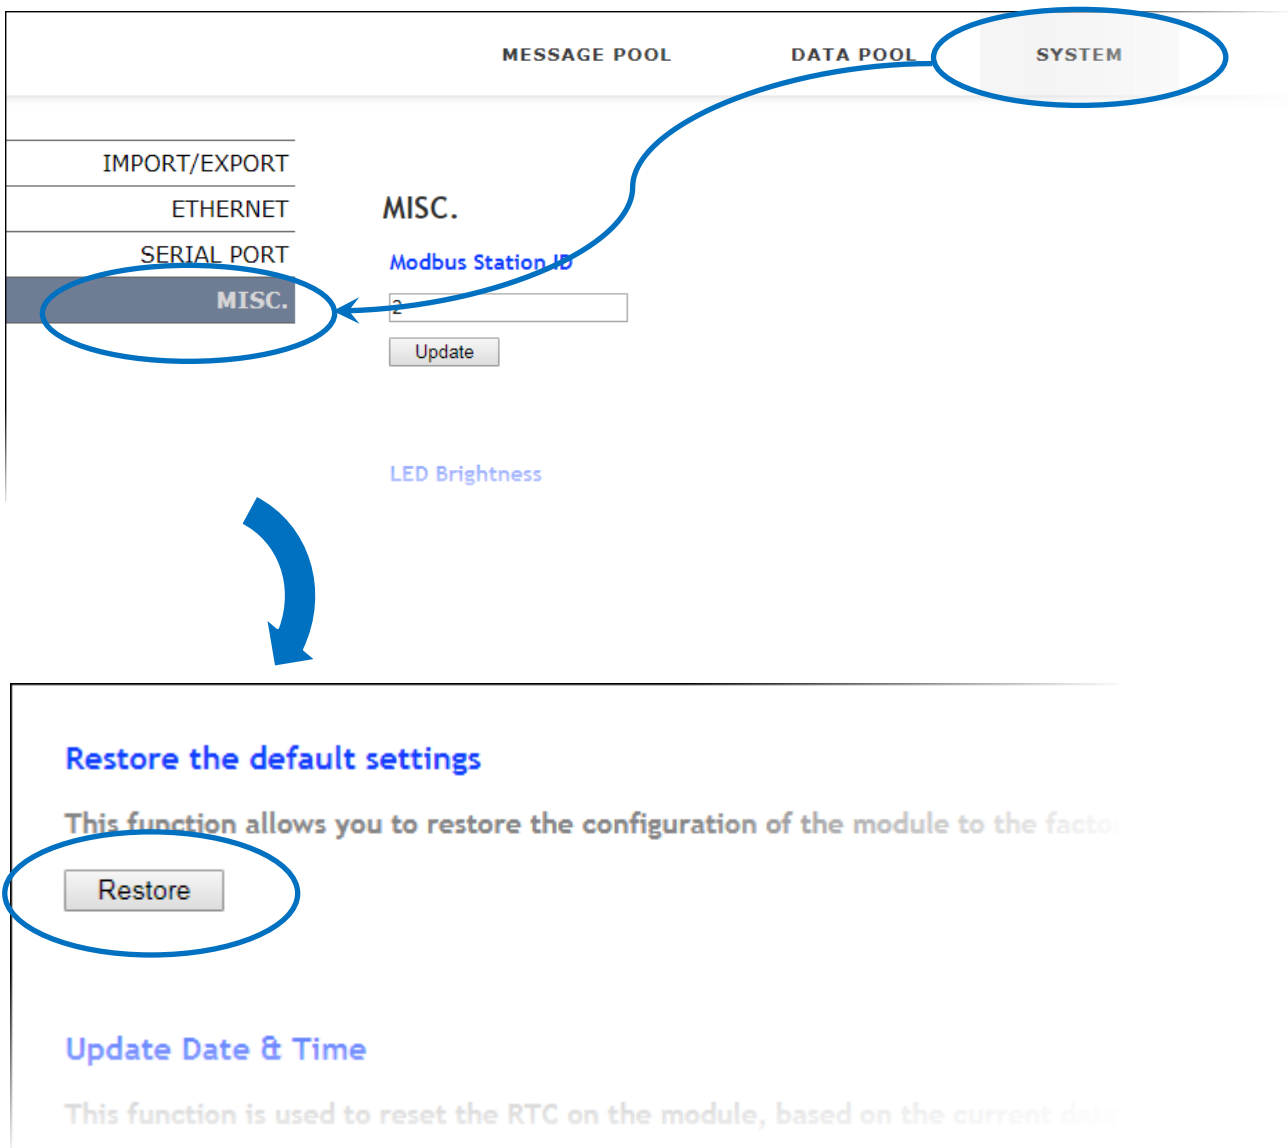 MESSAGE POOL DATA POOL SYSTEM
IMPORT/EXPORT
ETHERNET
SERIAL PORT
MISC.
MISC.
Modbus Station ID
2
Update
LED Brightness
Restore the default settings
This function allows you to restore the configuration of the module to the
Restore
Update Date & Time
This function is used to reset the RTC on the module, based on the current date